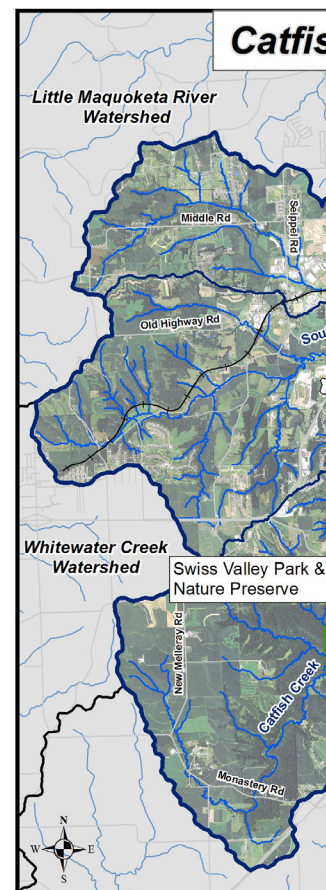 Catfis
Little Maquoketa River
Watershed
Middle Rd
Seippel Rd
Old Highway Rd
Sou
Whitewater Creek
Watershed
Swiss Valley Park &
Nature Preserve
New Melleray Rd
Catfish Creek
Monastery Rd
N
W
E
S